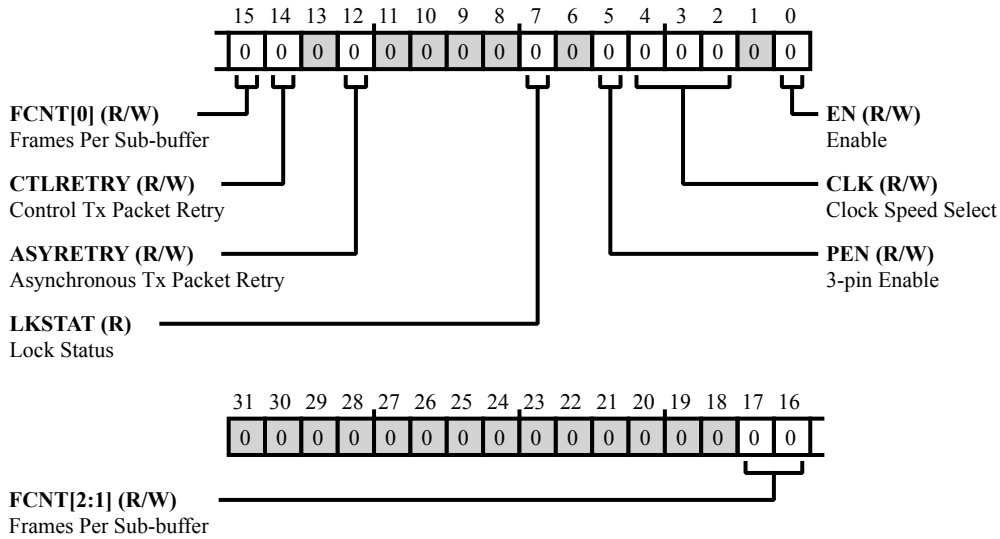 15 14 13 12 11 10 9 8 7 6 5 4 3 2 1 0
0 0 0 0 0 0 0 0 0 0 0 0 0 0 0 0
FCNT[0] (R/W)
Frames Per Sub-buffer
EN (R/W)
Enable
CTLRETRY (R/W)
Control Tx Packet Retry
CLK (R/W)
Clock Speed Select
ASYRETRY (R/W)
Asynchronous Tx Packet Retry
PEN (R/W)
3-pin Enable
LKSTAT (R)
Lock Status
31 30 29 28 27 26 25 24 23 22 21 20 19 18 17 16
0 0 0 0 0 0 0 0 0 0 0 0 0 0 0 0
FCNT[2:1] (R/W)
Frames Per Sub-buffer